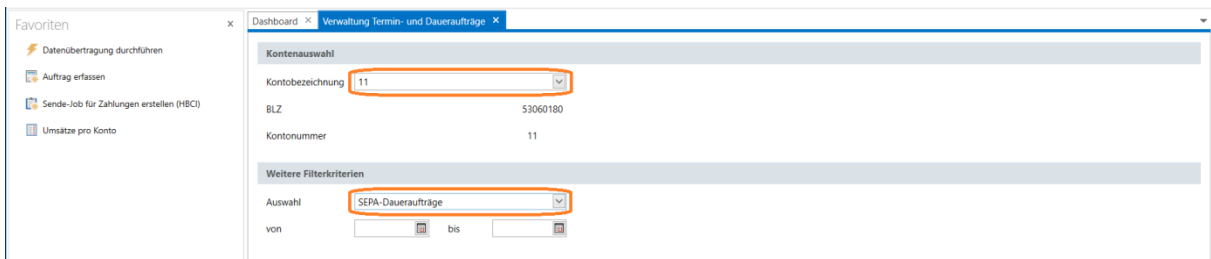 Favoriten x
Datenübertragung durchführen
Auftrag erfassen
Sende-Job für Zahlungen erstellen (HBCI)
Umsätze pro Konto
Dashboard × Verwaltung Termin- und Daueraufträge ×
Kontenauswahl
Kontobezeichnung 11
BLZ 53060180
Kontonummer 11
Weitere Filterkriterien
Auswahl SEPA-Daueraufträge
von bis